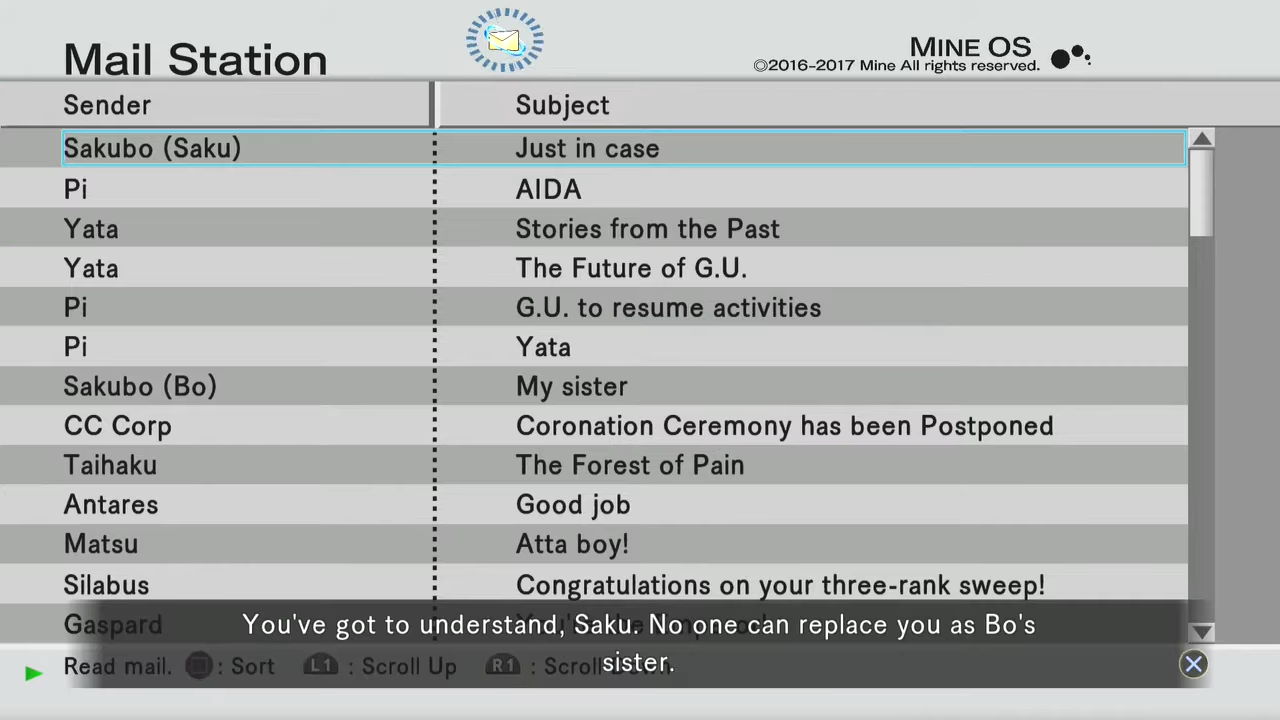 Mail Station
MINE OS
©2016-2017 Mine All rights reserved.
Sender Subject
Sakubo (Saku) Just in case
Pi AIDA
Yata Stories from the Past
Yata The Future of G.U.
Pi G.U. to resume activities
Pi Yata
Sakubo (Bo) My sister
CC Corp Coronation Ceremony has been Postponed
Taihaku The Forest of Pain
Antares Good job
Matsu Atta boy!
Silabus Congratulations on your three-rank sweep!
Gaspard
You've got to understand, Saku. No one can replace you as Bo's
sister.
Read mail. : Sort L1 : Scroll Up R1 : Scroll Down